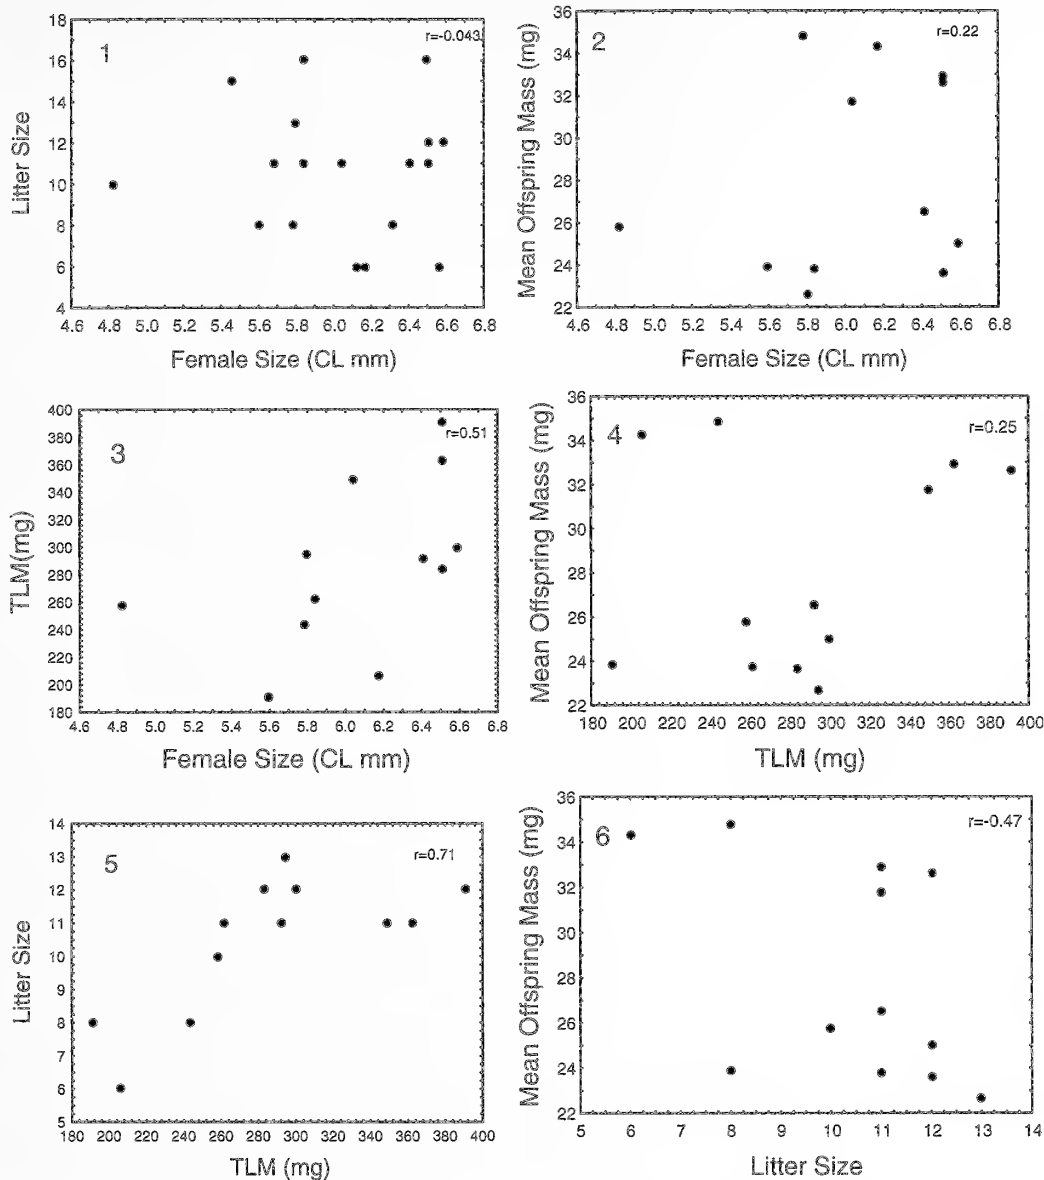 18
16
14
12
10
8
6
4
1
r=-0.043
Litter Size
4.6 4.8 5.0 5.2 5.4 5.6 5.8 6.0 6.2 6.4 6.6 6.8
Female Size (CL mm)
36
34
32
30
28
26
24
22
2
r=0.22
Mean Offspring Mass (mg)
4.6 4.8 5.0 5.2 5.4 5.6 5.8 6.0 6.2 6.4 6.6 6.8
Female Size (CL mm)
400
380
360
340
320
300
280
260
240
220
200
180
3
r=0.51
TLM(mg)
4.6 4.8 5.0 5.2 5.4 5.6 5.8 6.0 6.2 6.4 6.6 6.8
Female Size (CL mm)
36
34
32
30
28
26
24
22
4
r=0.25
Mean Offspring Mass (mg)
180 200 220 240 260 280 300 320 340 360 380 400
TLM (mg)
14
13
12
11
10
9
8
7
6
5
5
r=0.71
Litter Size
180 200 220 240 260 280 300 320 340 360 380 400
TLM (mg)
36
34
32
30
28
26
24
22
6
r=-0.47
Mean Offspring Mass (mg)
5 6 7 8 9 10 11 12 13 14
Litter Size